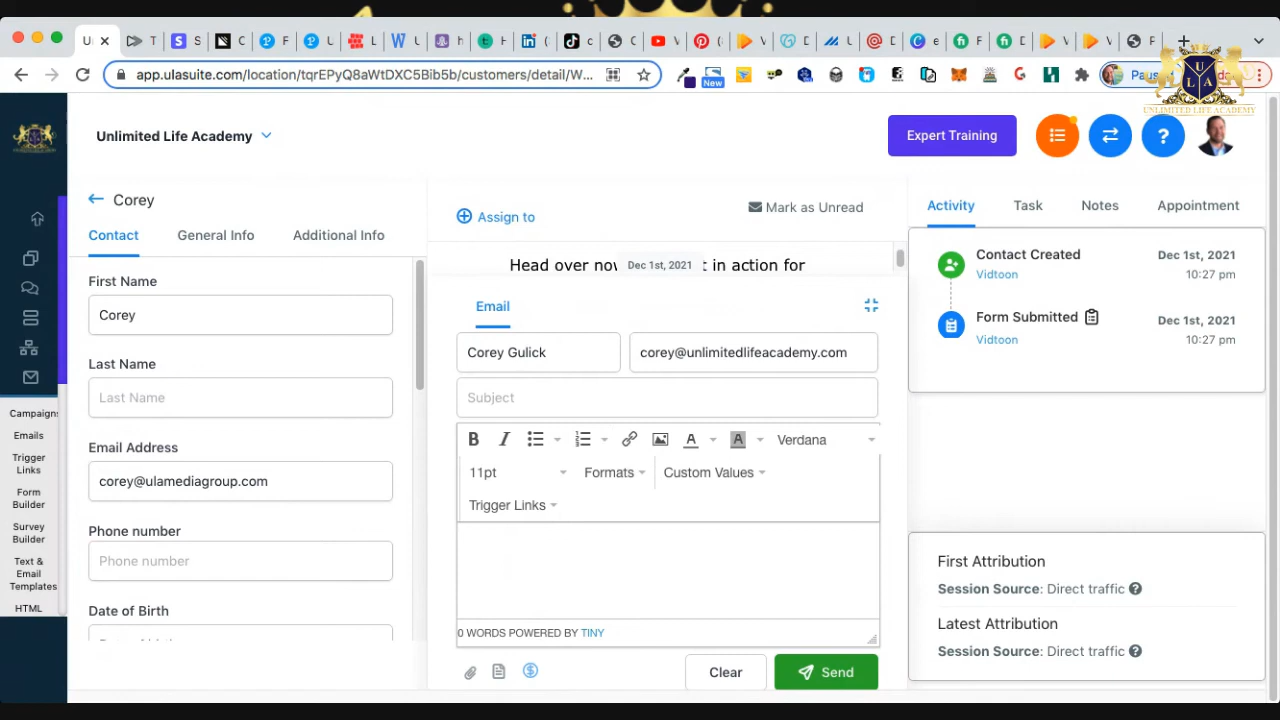 app.ulasuite.com/location/tqrEPyQ8aWtDXC5Bib5b/customers/detail/W...
New
UNLIMITED LIFE ACADEMY
Unlimited Life Academy
Expert Training
Corey
Contact
General Info
Additional Info
First Name
Corey
Last Name
Last Name
Email Address
corey@ulamediagroup.com
Phone number
Phone number
Date of Birth
Campaigns
Emails
Trigger
Links
Form
Builder
Survey
Builder
Text &
Email
Templates
HTML
Assign to
Mark as Unread
Dec 1st, 2021
Head over now
t in action for
Email
Corey Gulick
corey@unlimitedlifeacademy.com
Subject
Verdana
11pt
Formats
Custom Values
Trigger Links
0 WORDS POWERED BY TINY
Clear
Send
Activity
Task
Notes
Appointment
Contact Created
Dec 1st, 2021
Vidtoon
10:27 pm
Form Submitted
Dec 1st, 2021
Vidtoon
10:27 pm
First Attribution
Session Source: Direct traffic
Latest Attribution
Session Source: Direct traffic